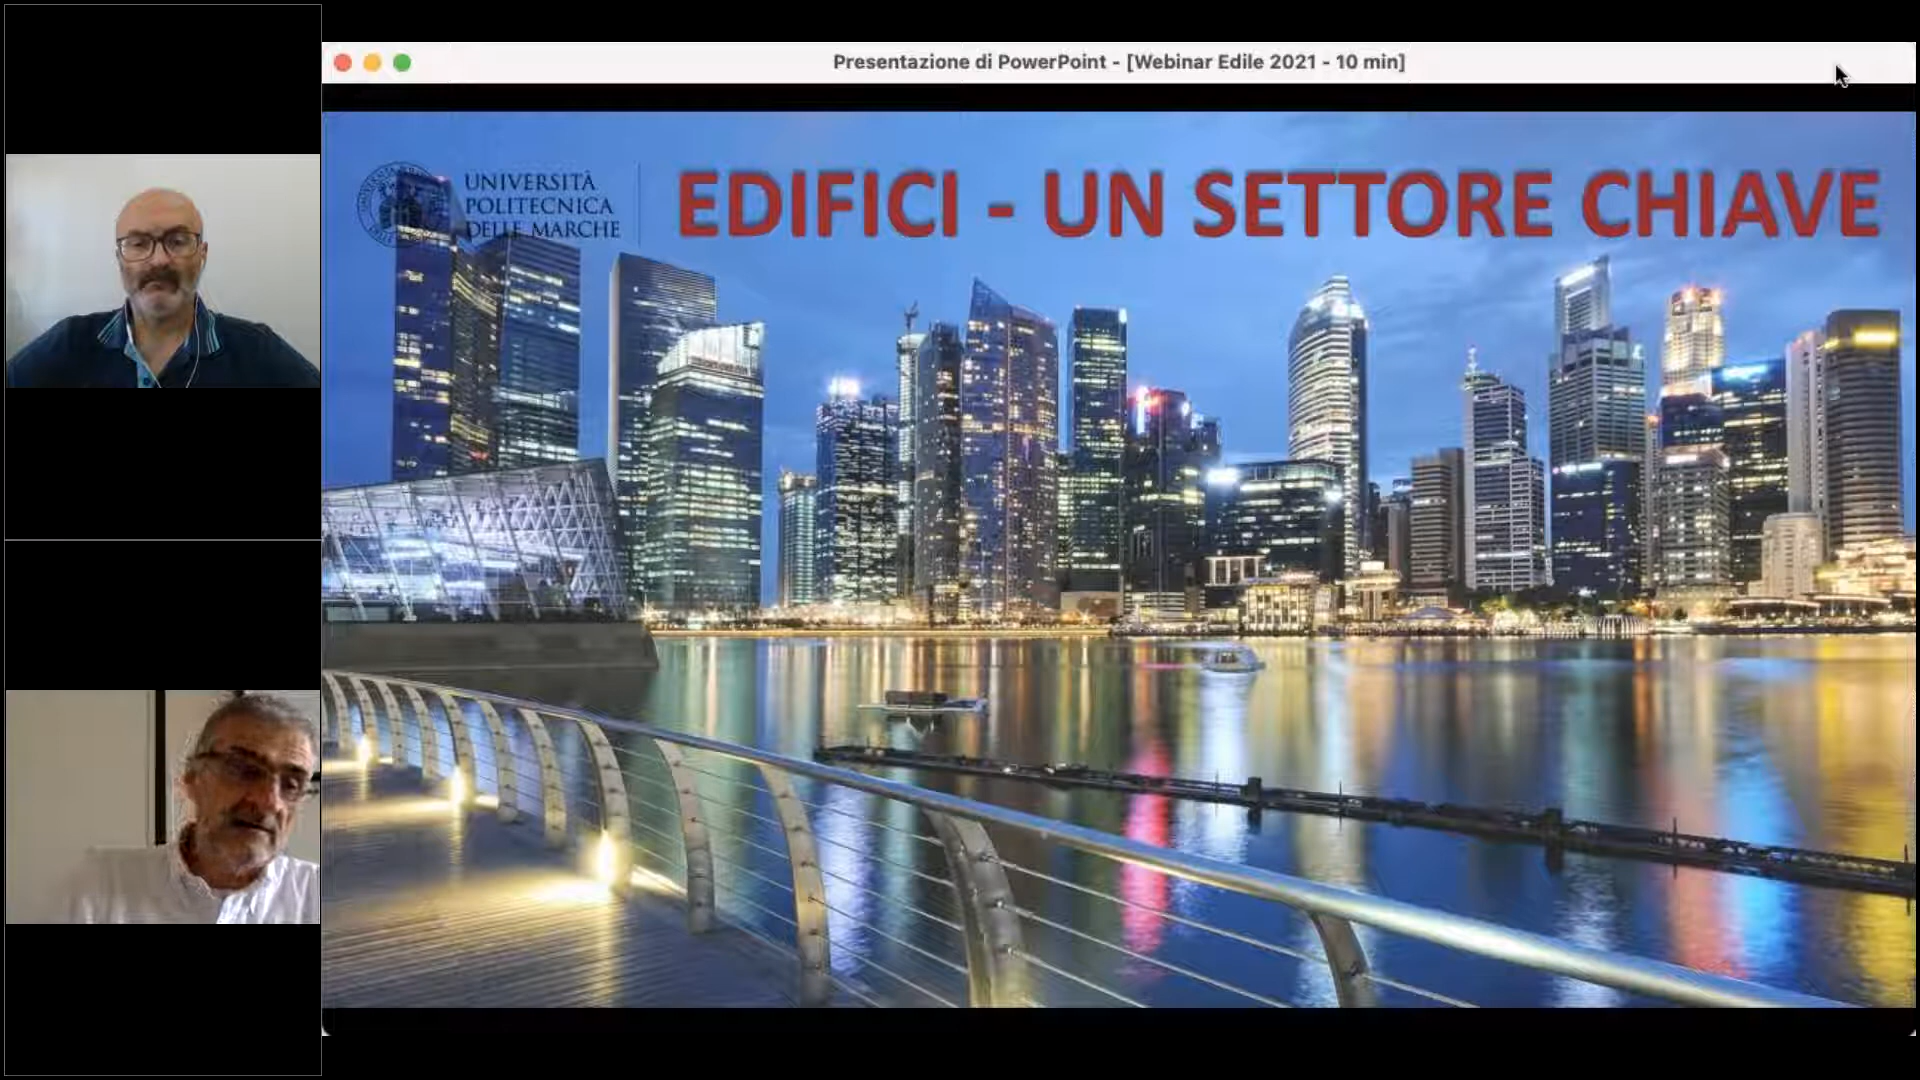 Presentazione di PowerPoint - [Webinar Edile 2021 - 10 min]
UNIVERSITÀ
POLITECNICA
DELLE MARCHE
EDIFICI - UN SETTORE CHIAVE